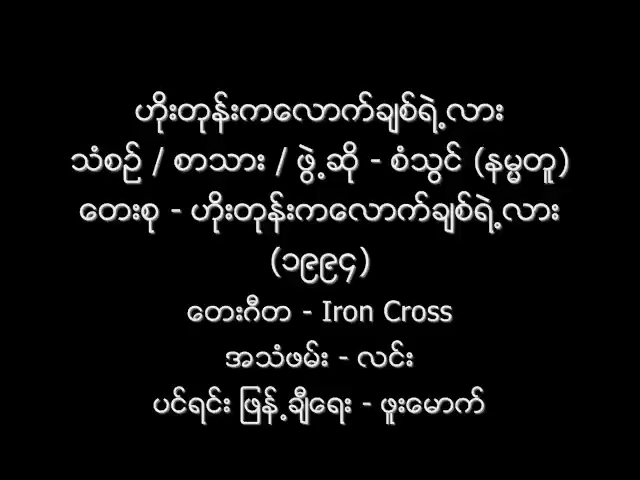 ဟိုးတုန်းကလောက်ချစ်ရဲ့လား
သံစဉ် / စာသား / ဖွဲ့ဆို - စံသွင် (နမ္မတူ)
တေးစု - ဟိုးတုန်းကလောက်ချစ်ရဲ့လား
(၁၉၉၄)
တေးဂီတ - Iron Cross
အသံဖမ်း - လင်း
ပင်ရင်း ဖြန့်ချီရေး - ဖူးမောက်